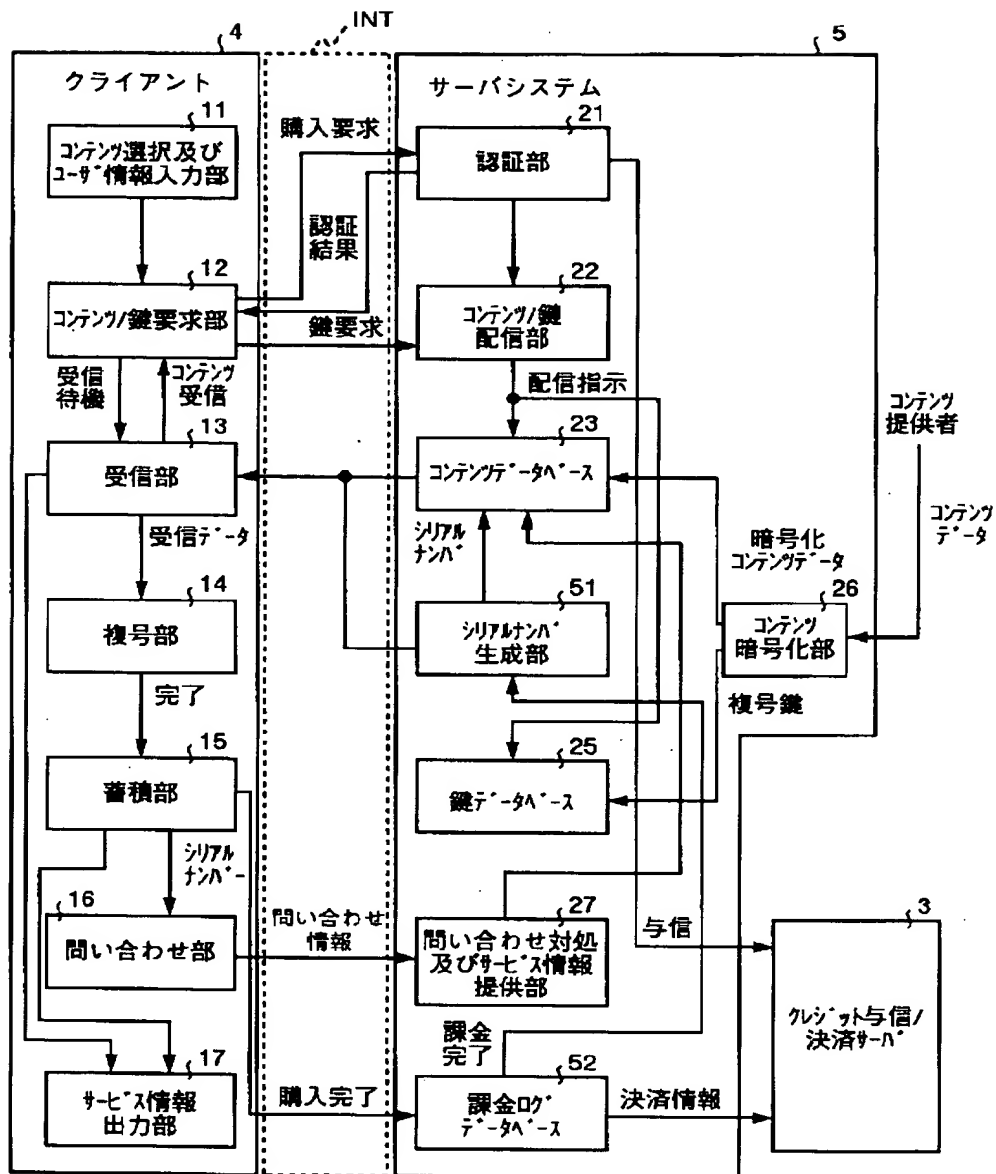 INT
4
5
クライアント
サーバシステム
11
コンテンツ選択及び
ユーザ情報入力部
購入要求
21
認証部
認証
結果
12
コンテンツ/鍵要求部
鍵要求
22
コンテンツ/鍵
配信部
受信
待機
コンテンツ
受信
配信指示
13
受信部
23
コンテンツデータベース
コンテンツ
提供者
コンテンツ
データ
受信データ
シリアル
ナンバ
暗号化
コンテンツデータ
14
複号部
51
シリアルナンバ
生成部
26
コンテンツ
暗号化部
完了
複号鍵
15
蓄積部
25
鍵データベース
シリアル
ナンバー
16
問い合わせ部
問い合わせ
情報
27
問い合わせ対処
及びサービス情報
提供部
与信
3
クレジット与信/
決済サーバ
課金
完了
17
サービス情報
出力部
購入完了
52
課金ログ
データベース
決済情報